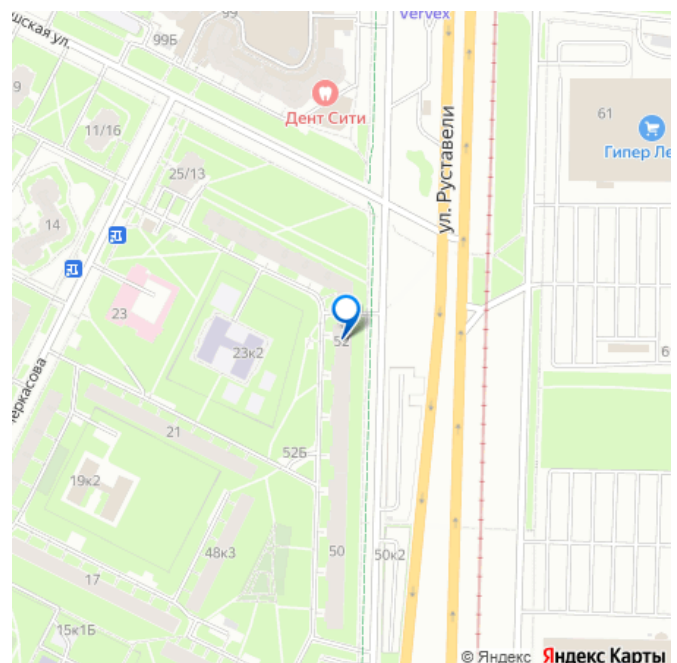 99
vervex
шская ул.
99Б
9
11/16
Дент Сити
61
Гипер Ле
25/13
ул. Руставели
14
23
23к2
52
6
еркасова
21
52Б
19к2
48к3
50
50к2
17
15к1Б
© Яндекс Яндекс Карты